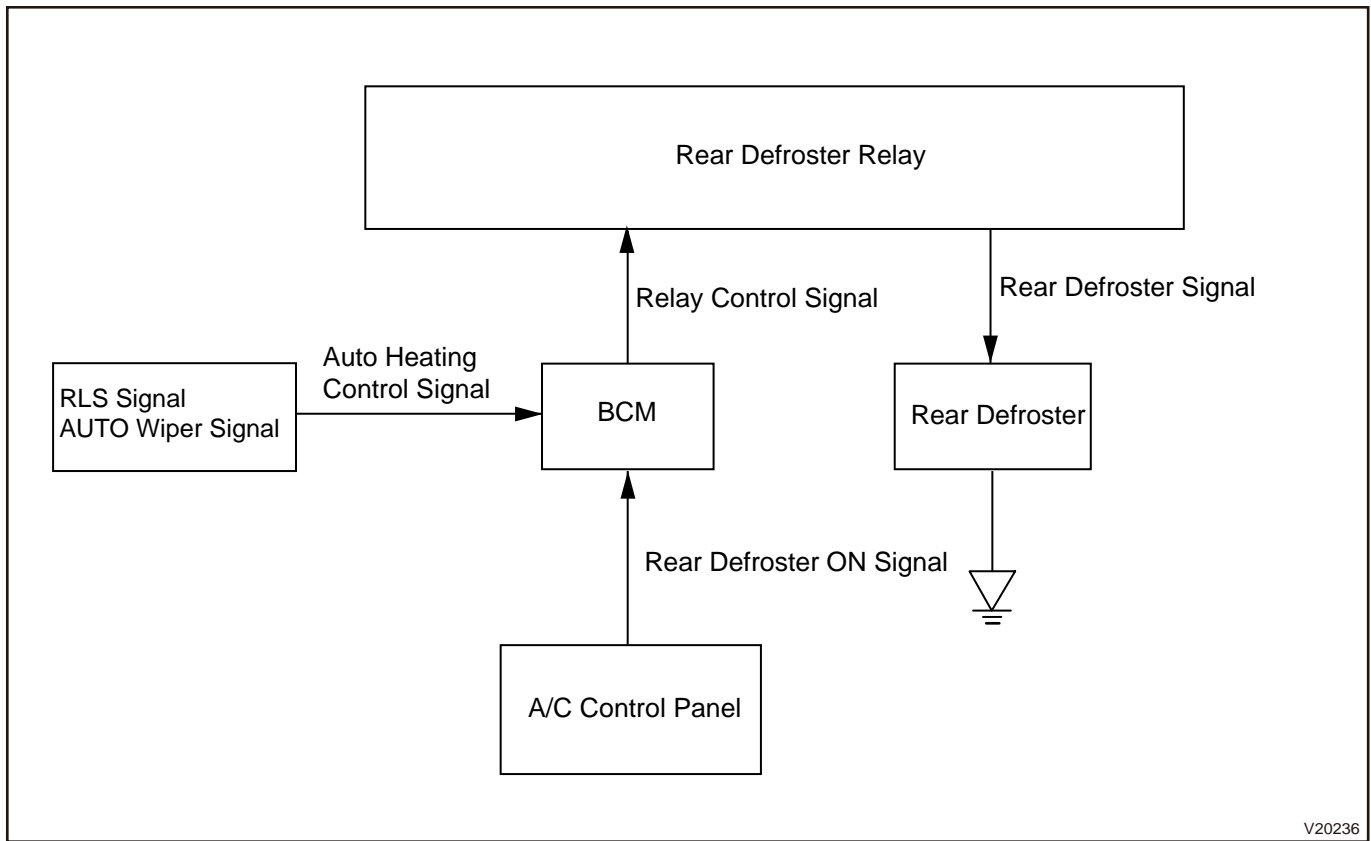 Rear Defroster Relay
Relay Control Signal
Rear Defroster Signal
Auto Heating
Control Signal
RLS Signal
AUTO Wiper Signal
BCM
Rear Defroster
Rear Defroster ON Signal
A/C Control Panel
V20236